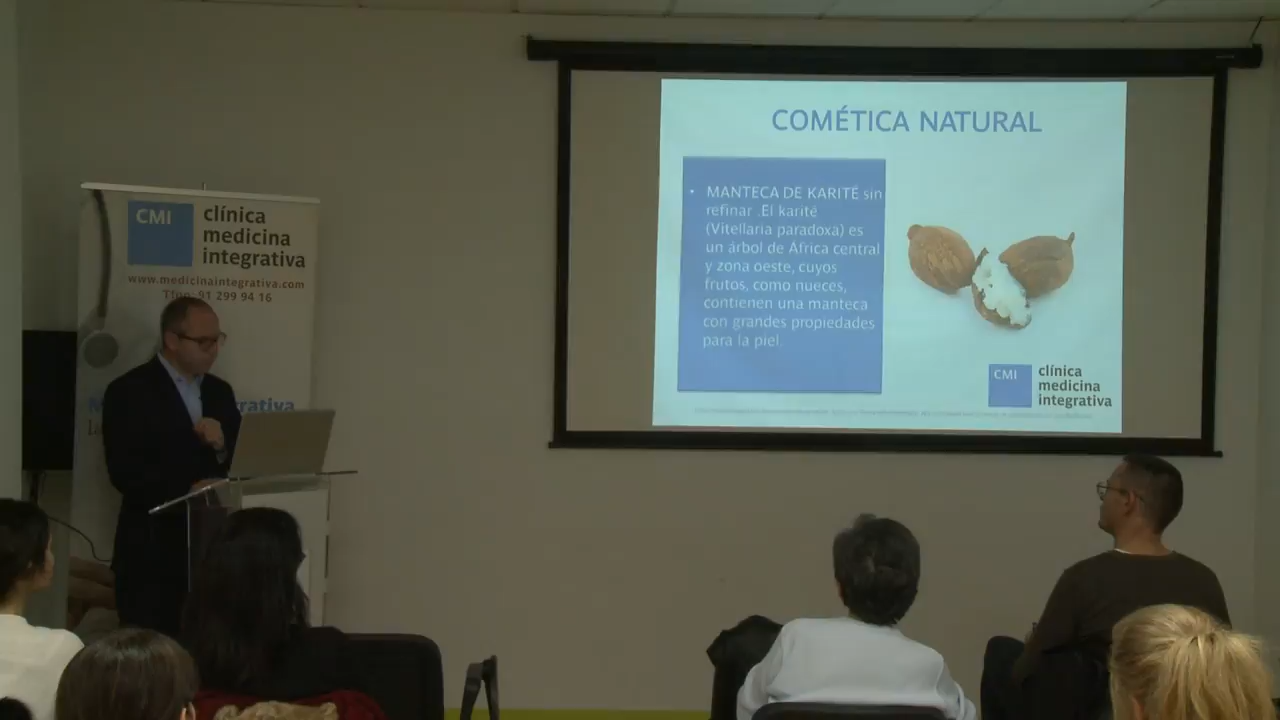 COMÉTICA NATURAL
• MANTECA DE KARITÉ sin
refinar .El karité
(Vitellaria paradoxa) es
un árbol de África central
y zona oeste, cuyos
frutos, como nueces,
contienen una manteca
con grandes propiedades
para la piel.
CMI
clínica
medicina
integrativa
CMI
clínica
medicina
integrativa
www.medicinaintegrativa.com
Tfno: 91 299 94 16